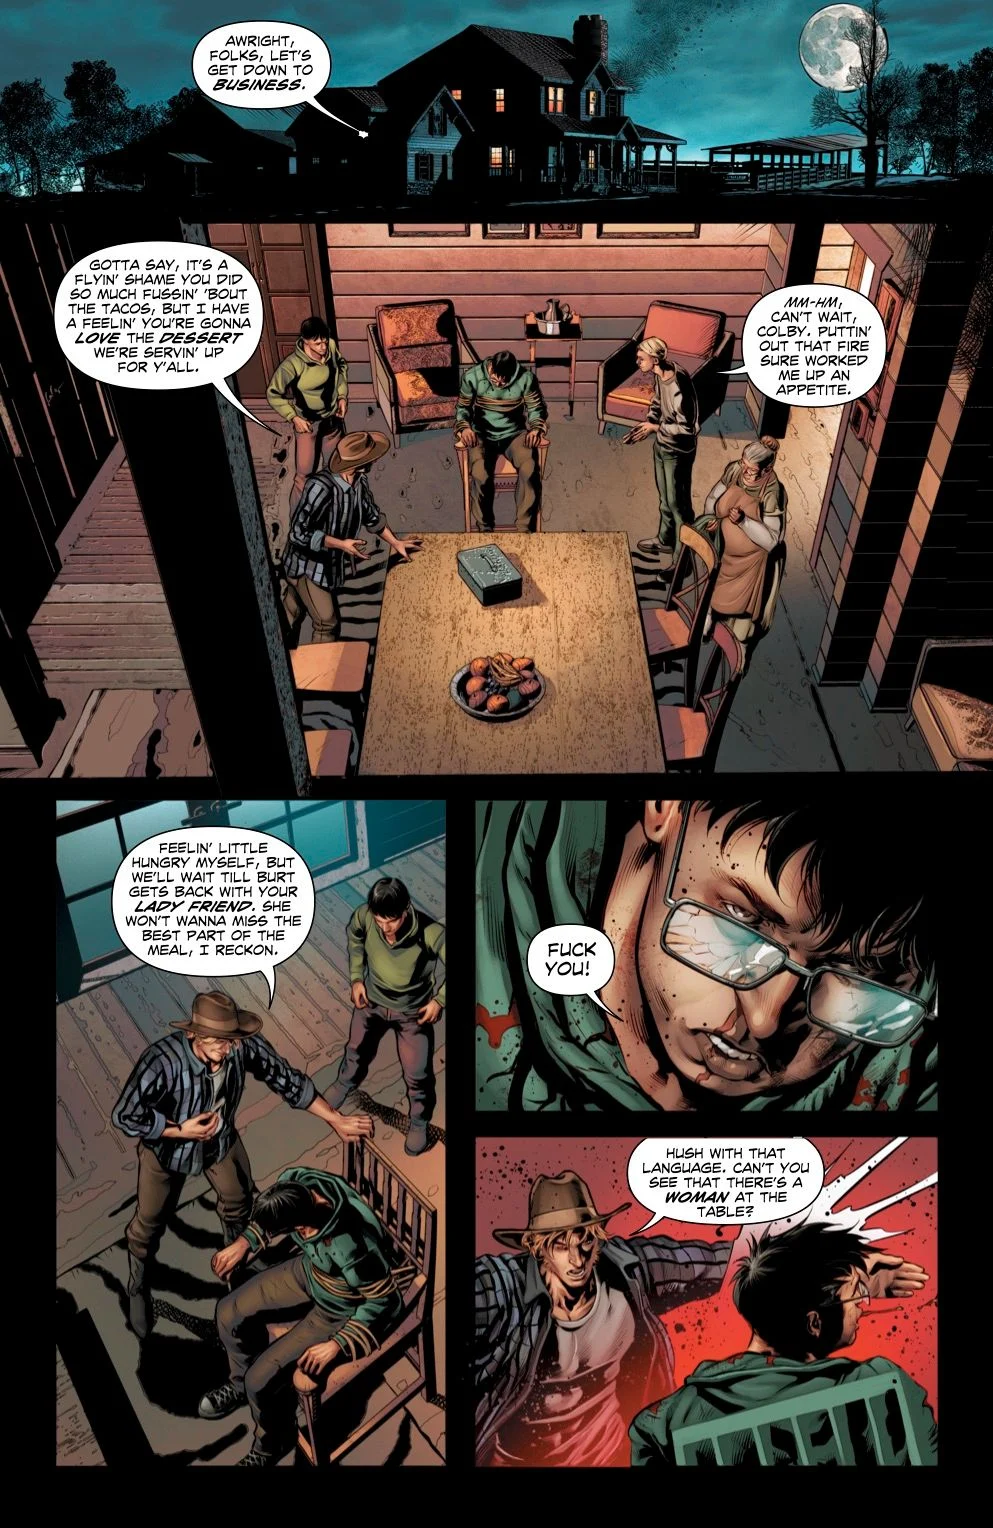 AWRIGHT,
FOLKS, LET'S
GET DOWN TO
BUSINESS.
GOTTA SAY, IT'S A
FLYIN' SHAME YOU DID
SO MUCH FUSSIN' 'BOUT
THE TACOS, BUT I HAVE
A FEELIN' YOU'RE GONNA
LOVE THE DESSERT
WE'RE SERVIN' UP
FOR Y'ALL.
MM-HM,
CAN'T WAIT,
COLBY. PUTTIN'
OUT THAT FIRE
SURE WORKED
ME UP AN
APPETITE.
FEELIN' LITTLE
HUNGRY MYSELF, BUT
WE'LL WAIT TILL BURT
GETS BACK WITH YOUR
LADY FRIEND. SHE
WON'T WANNA MISS THE
BEST PART OF THE
MEAL, I RECKON.
FUCK
YOU!
HUSH WITH THAT
LANGUAGE. CAN'T YOU
SEE THAT THERE'S A
WOMAN AT THE
TABLE?